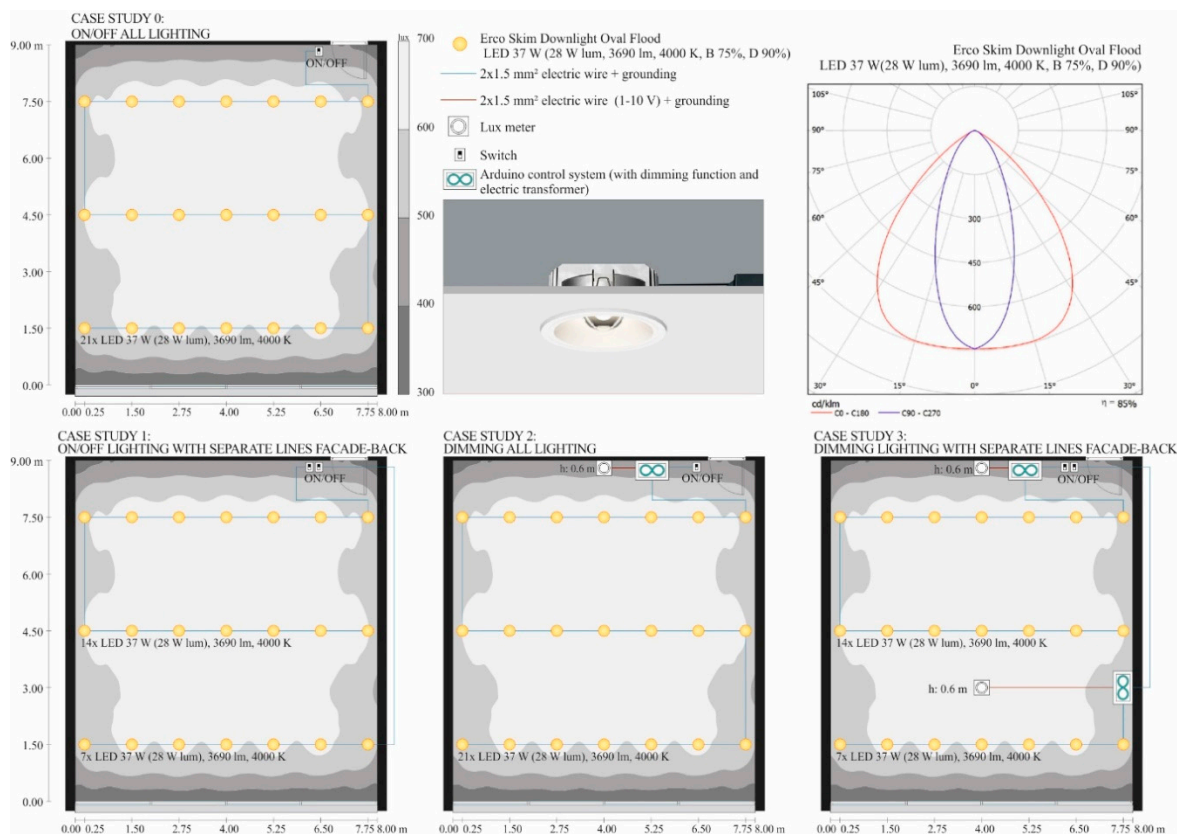 CASE STUDY 0:
ON/OFF ALL LIGHTING
9.00 m
7.50
6.00
4.50
3.00
1.50
0.00
ON/OFF
21x LED 37 W (28 W lum), 3690 lm, 4000 K
0.00 0.25 1.50 2.75 4.00 5.25 6.50 7.75 8.00 m
lux
700
600
500
400
300
Erco Skim Downlight Oval Flood
LED 37 W (28 W lum, 3690 lm, 4000 K, B 75%, D 90%)
2x1.5 mm² electric wire + grounding
2x1.5 mm² electric wire (1-10 V) + grounding
Lux meter
Switch
Arduino control system (with dimming function and
electric transformer)
Erco Skim Downlight Oval Flood
LED 37 W(28 W lum), 3690 lm, 4000 K, B 75%, D 90%)
105° 105°
90° 90°
75° 75°
60° 60°
45° 45°
300
450
600
30° 15° 0° 15° 30°
cd/klm
C0 - C180
C90 - C270
η = 85%
CASE STUDY 1:
ON/OFF LIGHTING WITH SEPARATE LINES FACADE-BACK
9.00 m
7.50
6.00
4.50
3.00
1.50
0.00
ON/OFF
14x LED 37 W (28 W lum), 3690 lm, 4000 K
7x LED 37 W (28 W lum), 3690 lm, 4000 K
0.00 0.25 1.50 2.75 4.00 5.25 6.50 7.75 8.00 m
CASE STUDY 2:
DIMMING ALL LIGHTING
h: 0.6 m
ON/OFF
21x LED 37 W (28 W lum), 3690 lm, 4000 K
0.00 0.25 1.50 2.75 4.00 5.25 6.50 7.75 8.00 m
CASE STUDY 3:
DIMMING LIGHTING WITH SEPARATE LINES FACADE-BACK
h: 0.6 m
ON/OFF
14x LED 37 W (28 W lum), 3690 lm, 4000 K
h: 0.6 m
7x LED 37 W (28 W lum), 3690 lm, 4000 K
0.00 0.25 1.50 2.75 4.00 5.25 6.50 7.75 8.00 m